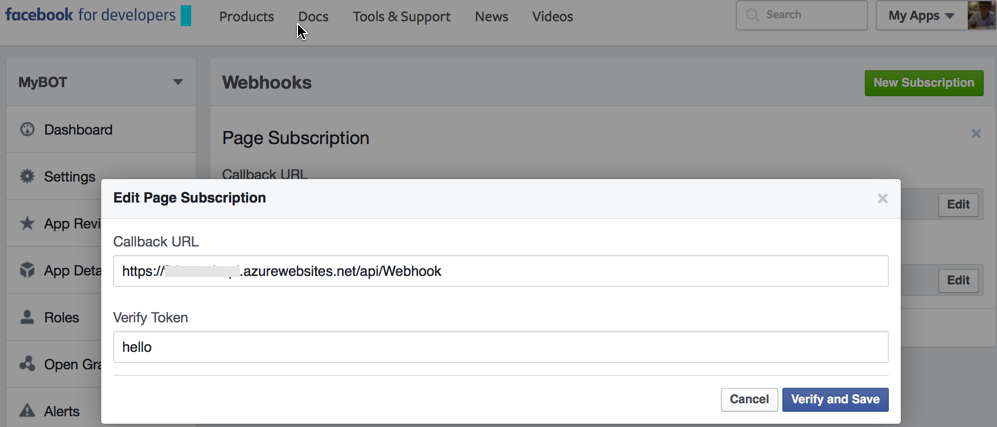 facebook for developers Products Docs Tools & Support News Videos Search My Apps
MyBOT Webhooks New Subscription
Dashboard Page Subscription
Callback URL
Settings
Edit Page Subscription
App Revi Edit
Callback URL
App Deta https:// .azurewebsites.net/api/Webhook Edit
Roles Verify Token
hello
Open Gra
Cancel Verify and Save
Alerts